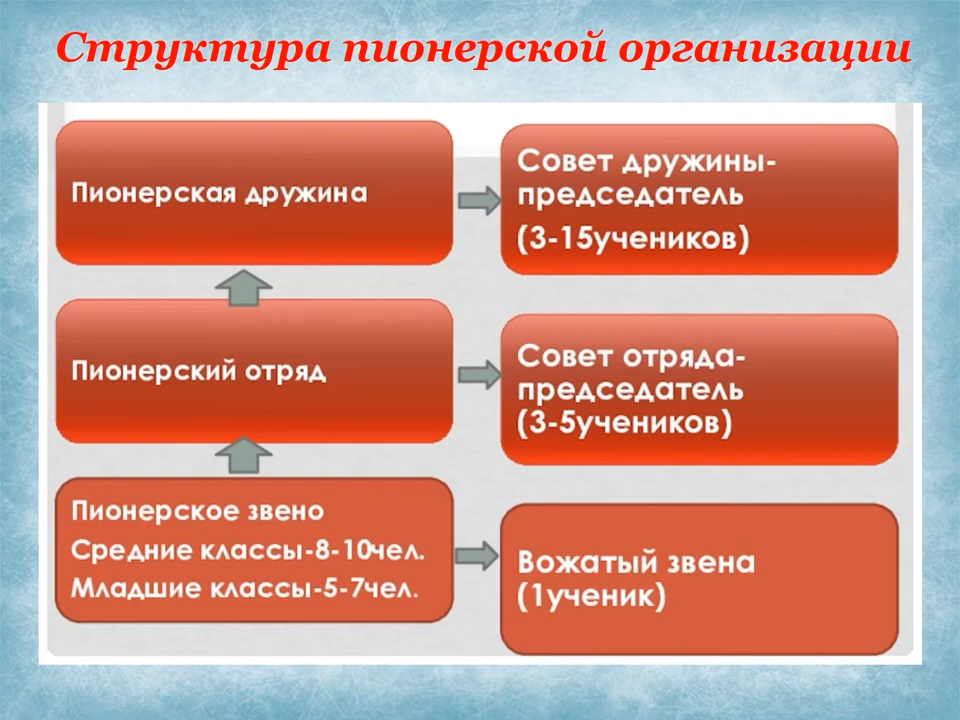 Структура пионерской организации
Пионерская дружина
Совет дружины-
председатель
(3-15учеников)
Пионерский отряд
Совет отряда-
председатель
(3-5учеников)
Пионерское звено
Средние классы-8-10чел.
Младшие классы-5-7чел.
Вожатый звена
(1ученик)